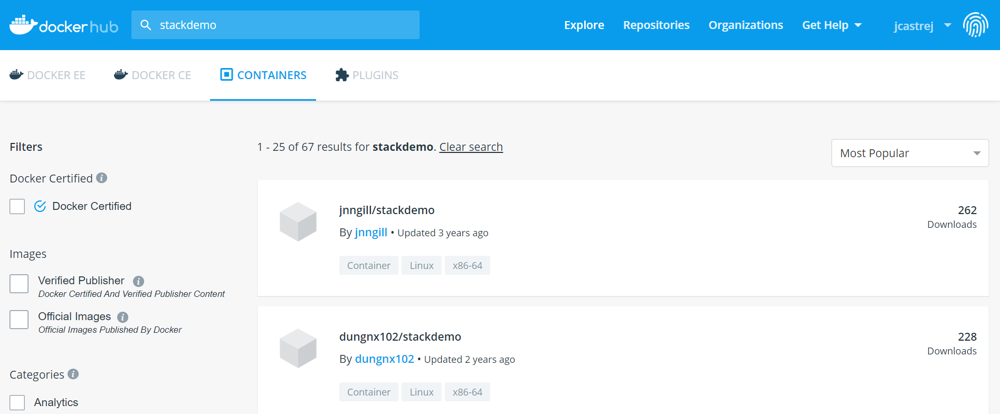 docker hub
stackdemo
Explore
Repositories
Organizations
Get Help
jcastrej
DOCKER EE
DOCKER CE
CONTAINERS
PLUGINS
Filters
Docker Certified
Docker Certified
Images
Verified Publisher
Docker Certified And Verified Publisher Content
Official Images
Official Images Published By Docker
Categories
Analytics
1 - 25 of 67 results for stackdemo. Clear search
Most Popular
jnngill/stackdemo
By jnngill • Updated 3 years ago
Container
Linux
x86-64
262
Downloads
dungnx102/stackdemo
By dungnx102 • Updated 2 years ago
Container
Linux
x86-64
228
Downloads